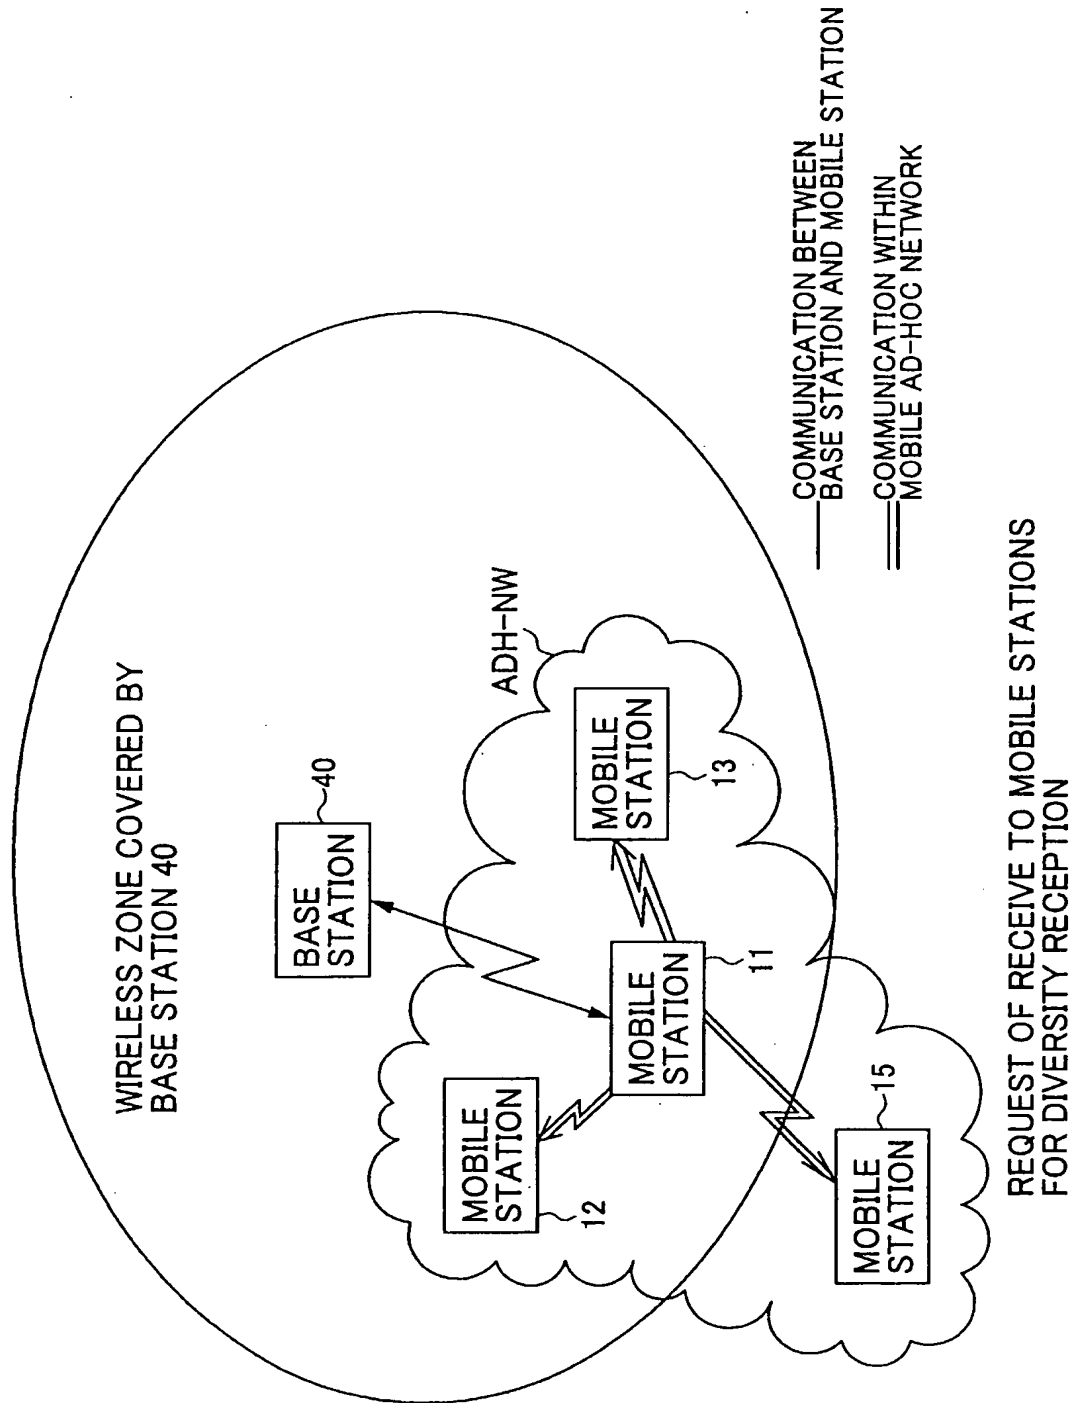 WIRELESS ZONE COVERED BY
BASE STATION 40
40
BASE
STATION
ADH-NW
MOBILE
STATION
12
MOBILE
STATION
11
MOBILE
STATION
13
MOBILE
STATION
15
COMMUNICATION BETWEEN
BASE STATION AND MOBILE STATION
COMMUNICATION WITHIN
MOBILE AD-HOC NETWORK
REQUEST OF RECEIVE TO MOBILE STATIONS
FOR DIVERSITY RECEPTION